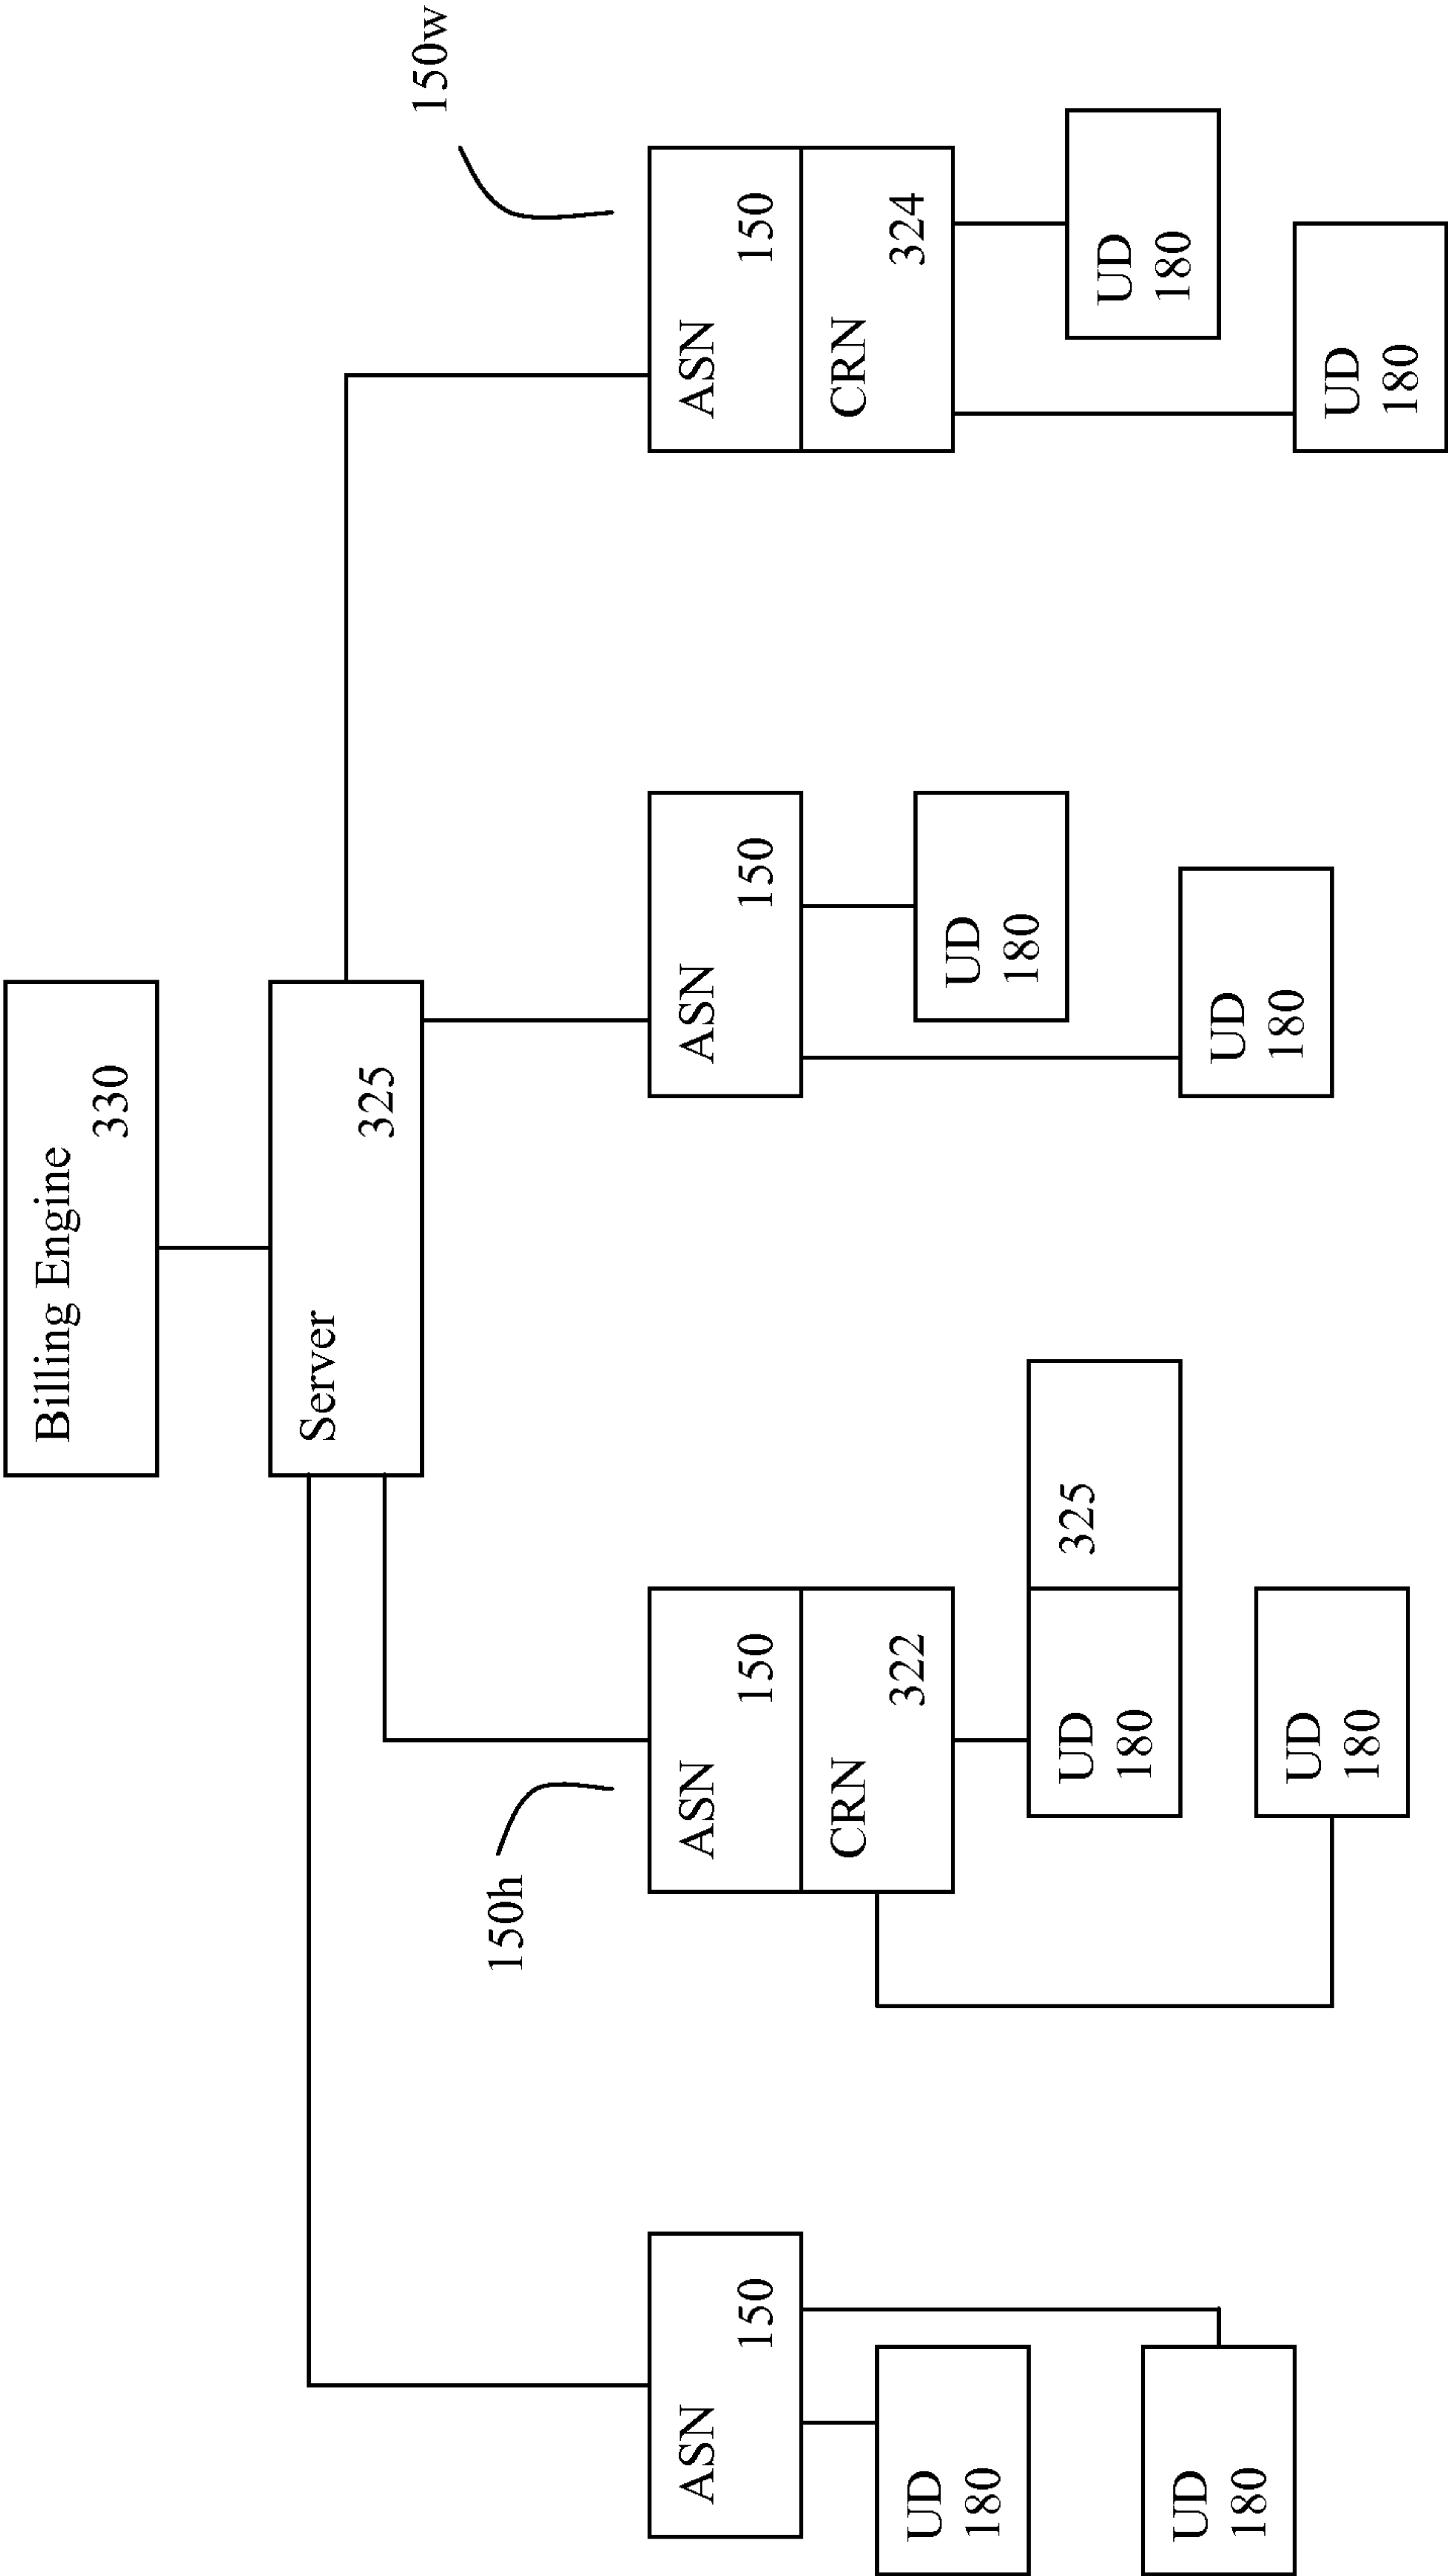 Billing Engine
330
Server
325
150h
150w
ASN
150
ASN
150
CRN
322
ASN
150
ASN
150
CRN
324
UD
180
UD
180
UD
180
325
UD
180
UD
180
UD
180
UD
180
UD
180